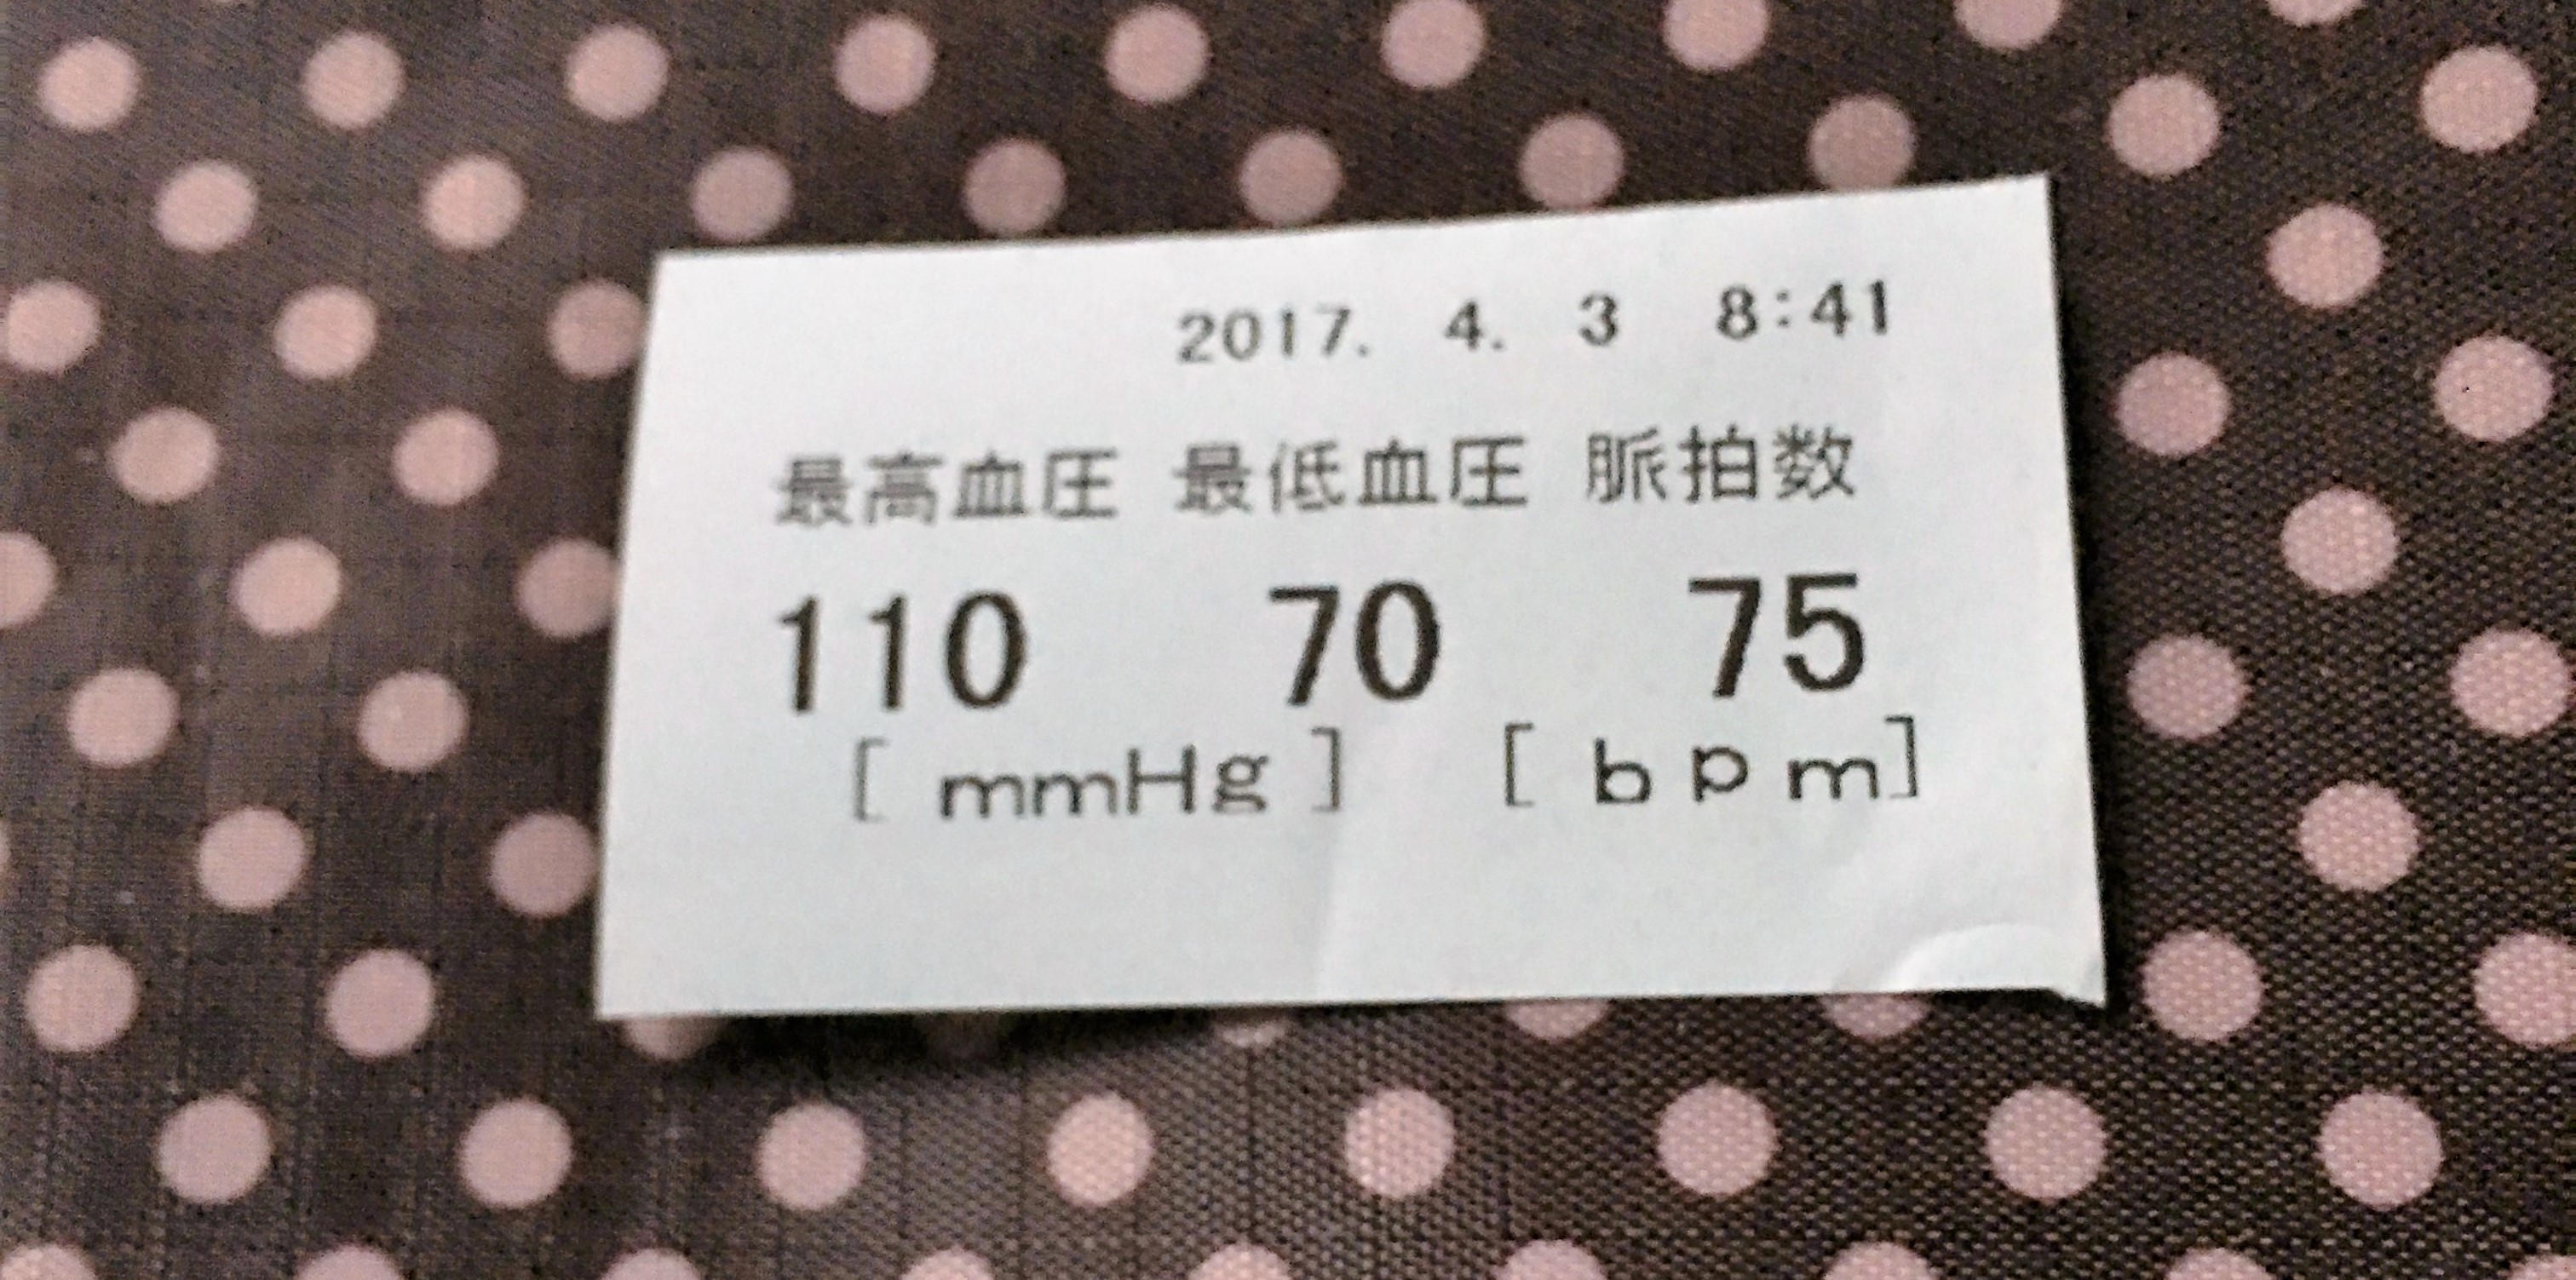 2017. 4. 3 8:41
最高血圧 最低血圧 脈拍数
110 70 75
[ mmHg ] [ bpm]